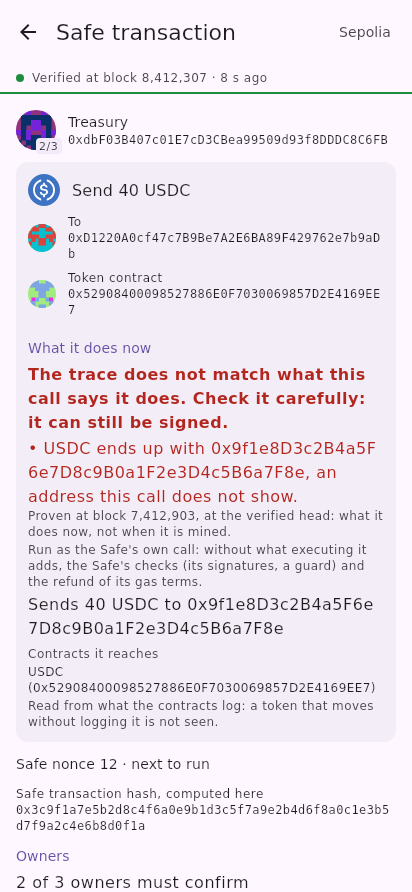 Safe transaction
Sepolia
Verified at block 8,412,307 · 8 s ago
Treasury
0xdbF03B407c01E7cD3CBea99509d93f8DDDC8C6FB
2/3
Send 40 USDC
To
0xD1220A0cf47c7B9Be7A2E6BA89F429762e7b9aD
b
Token contract
0x52908400098527886E0F7030069857D2E4169EE
7
What it does now
The trace does not match what this
call says it does. Check it carefully:
it can still be signed.
• USDC ends up with 0x9f1e8D3c2B4a5F
6e7D8c9B0a1F2e3D4c5B6a7F8e, an
address this call does not show.
Proven at block 7,412,903, at the verified head: what it
does now, not when it is mined.
Run as the Safe's own call: without what executing it
adds, the Safe's checks (its signatures, a guard) and
the refund of its gas terms.
Sends 40 USDC to 0x9f1e8D3c2B4a5F6e
7D8c9B0a1F2e3D4c5B6a7F8e
Contracts it reaches
USDC
(0x52908400098527886E0F7030069857D2E4169EE7)
Read from what the contracts log: a token that moves
without logging it is not seen.
Safe nonce 12 · next to run
Safe transaction hash, computed here
0x3c9f1a7e5b2d8c4f6a0e9b1d3c5f7a9e2b4d6f8a0c1e3b5
d7f9a2c4e6b8d0f1a
Owners
2 of 3 owners must confirm